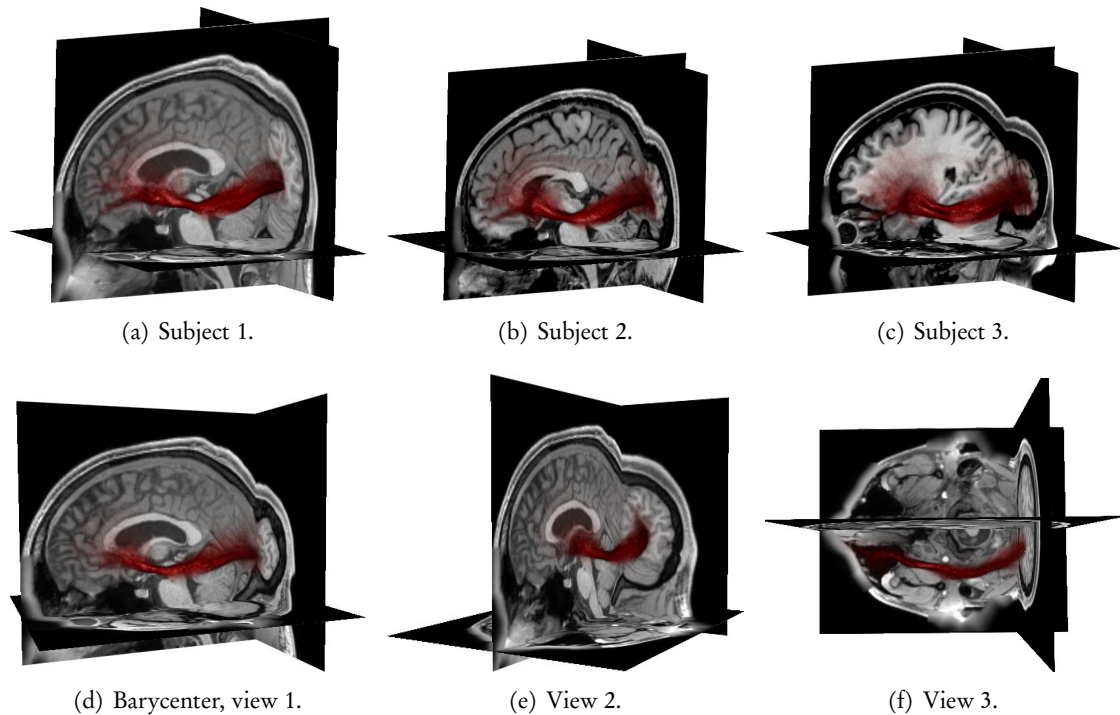 (a) Subject 1.
(b) Subject 2.
(c) Subject 3.
(d) Barycenter, view 1.
(e) View 2.
(f) View 3.